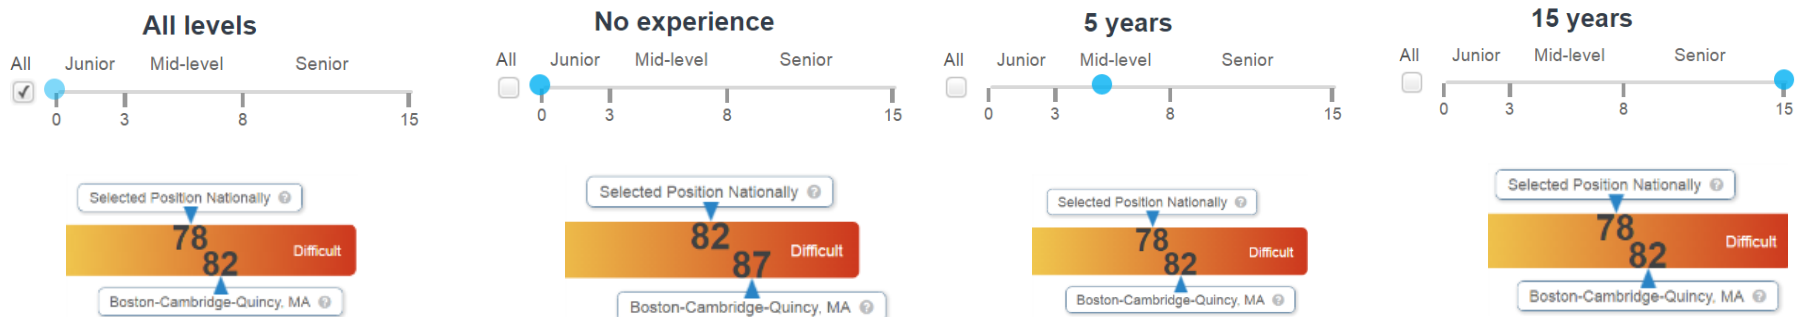 All levels
All Junior Mid-level Senior
0 3 8 15
Selected Position Nationally ?
78
82
Difficult
Boston-Cambridge-Quincy, MA ?
No experience
All Junior Mid-level Senior
0 3 8 15
Selected Position Nationally ?
82
87
Difficult
Boston-Cambridge-Quincy, MA ?
5 years
All Junior Mid-level Senior
0 3 8 15
Selected Position Nationally ?
78
82
Difficult
Boston-Cambridge-Quincy, MA ?
15 years
All Junior Mid-level Senior
0 3 8 15
Selected Position Nationally ?
78
82
Difficult
Boston-Cambridge-Quincy, MA ?